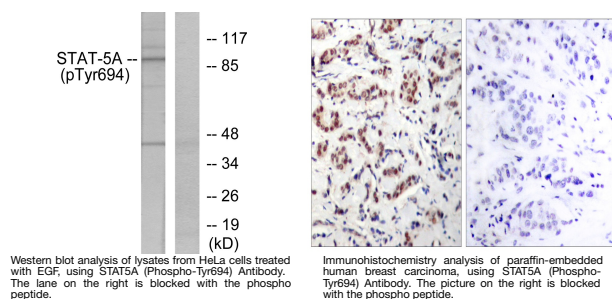 STAT-5A --
(pTyr694)
-- 117
-- 85
-- 48
-- 34
-- 26
-- 19
(kD)
Western blot analysis of lysates from HeLa cells treated
with EGF, using STAT5A (Phospho-Tyr694) Antibody.
The lane on the right is blocked with the phospho
peptide.
Immunohistochemistry analysis of paraffin-embedded
human breast carcinoma, using STAT5A (Phospho-
Tyr694) Antibody. The picture on the right is blocked
with the phospho peptide.